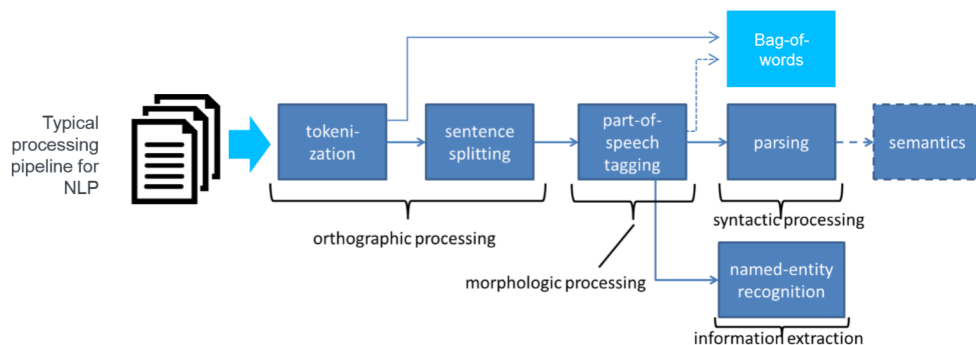 Typical
processing
pipeline for
NLP
tokeni-
zation
sentence
splitting
part-of-
speech
tagging
Bag-of-
words
parsing
semantics
orthographic processing
morphologic processing
syntactic processing
named-entity
recognition
information extraction